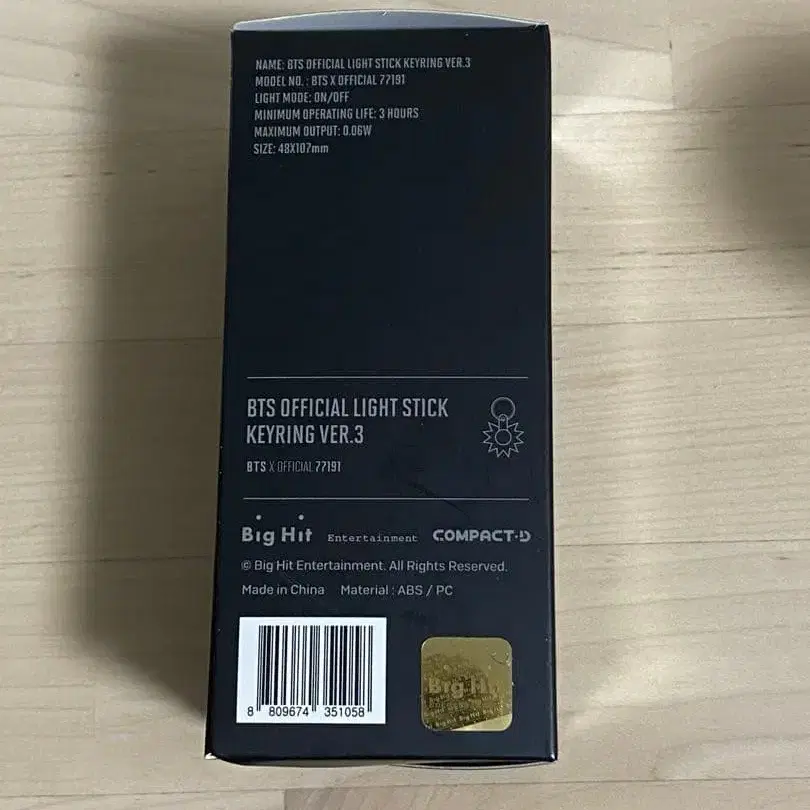 NAME: BTS OFFICIAL LIGHT STICK KEYRING VER.3
MODEL NO. : BTS X OFFICIAL 77191
LIGHT MODE: ON/OFF
MINIMUM OPERATING LIFE: 3 HOURS
MAXIMUM OUTPUT: 0.06W
SIZE: 48X107mm
BTS OFFICIAL LIGHT STICK
KEYRING VER.3
BTS X OFFICIAL 77191
Big Hit Entertainment COMPACT·D
© Big Hit Entertainment. All Rights Reserved.
Made in China Material : ABS / PC
8 809674 351058
Big Hit